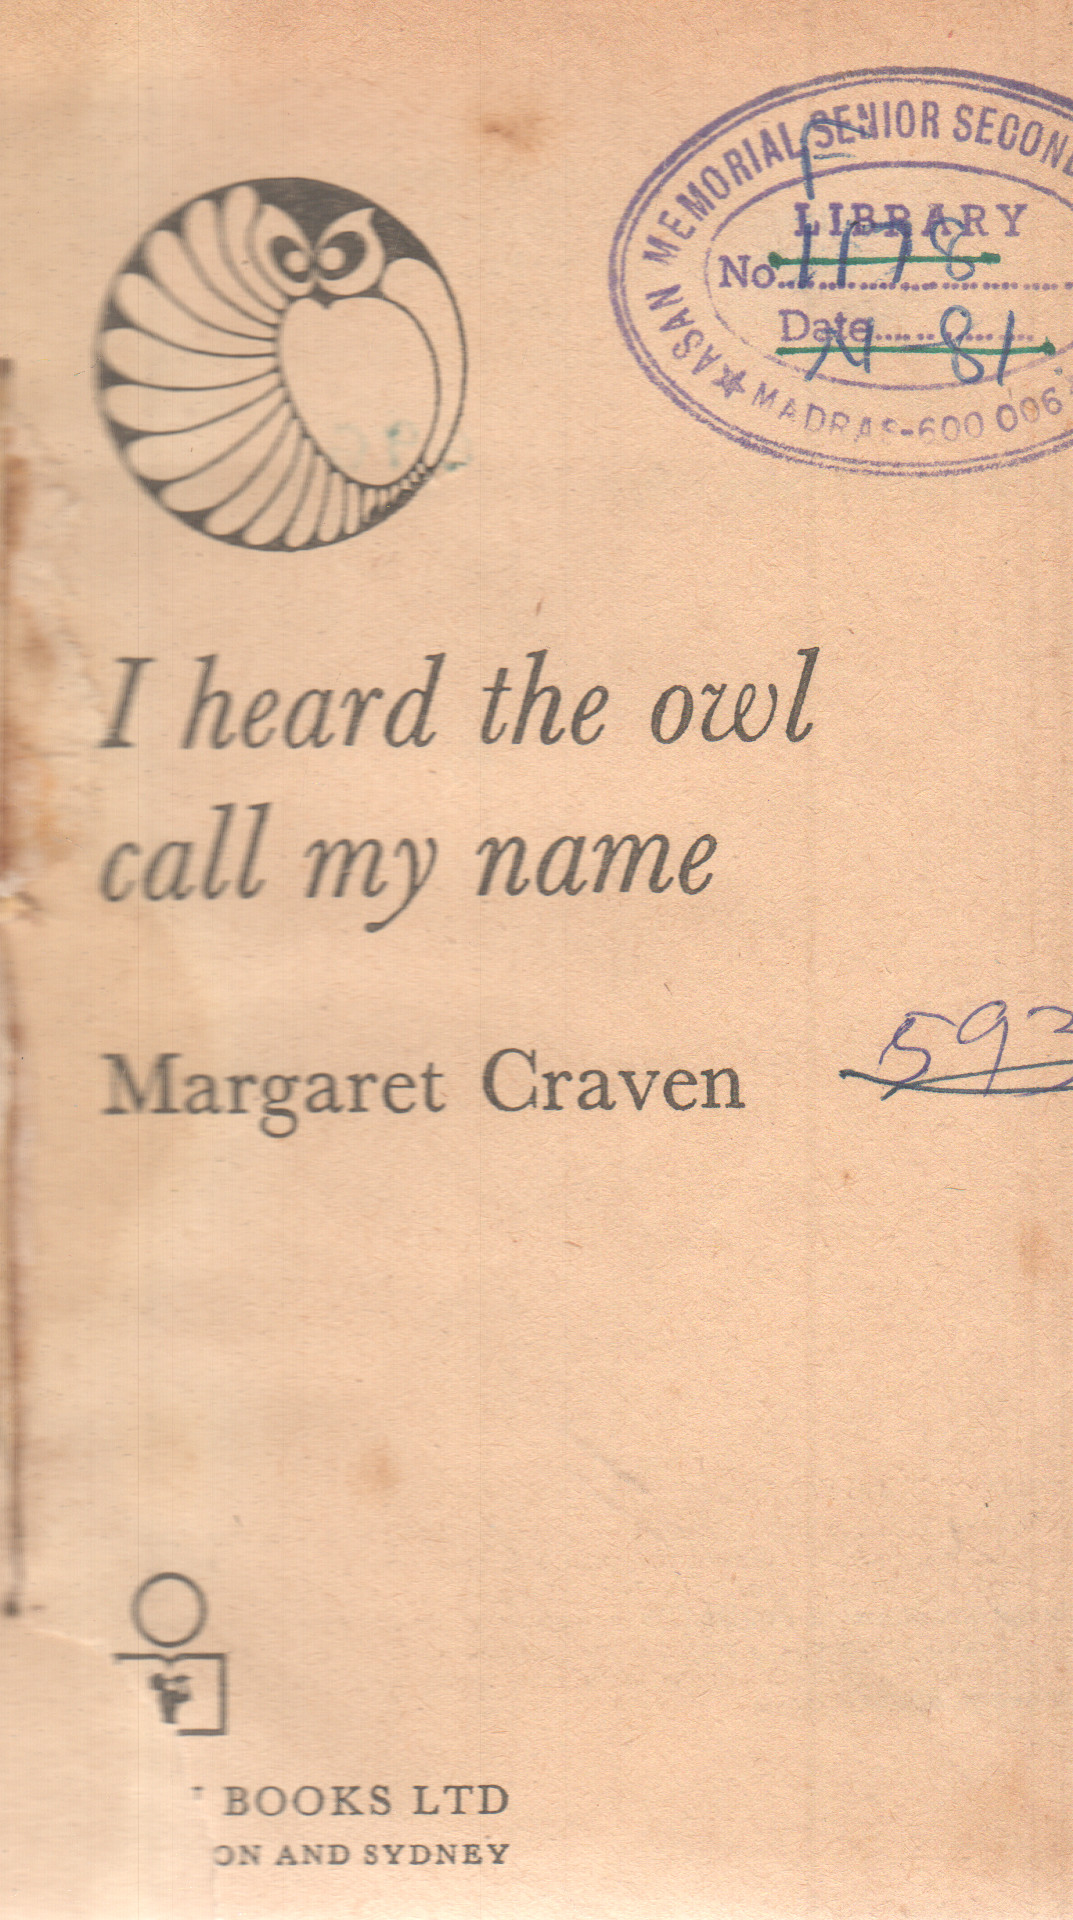 ASAN MEMORIAL SENIOR SECOND
LIBRARY
No. 1178
Date 81
MADRAS-600 006
I heard the owl
call my name
Margaret Craven
593
BOOKS LTD
ON AND SYDNEY